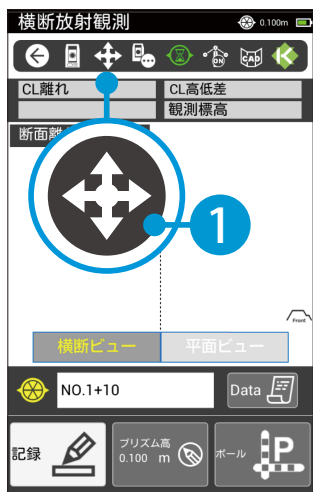 横断放射観測 0.100m
ON CAD
CL離れ CL高低差
観測標高
断面離
1
Front
横断ビュー 平面ビュー
NO.1+10 Data
記録 プリズム高 0.100 m ポール P